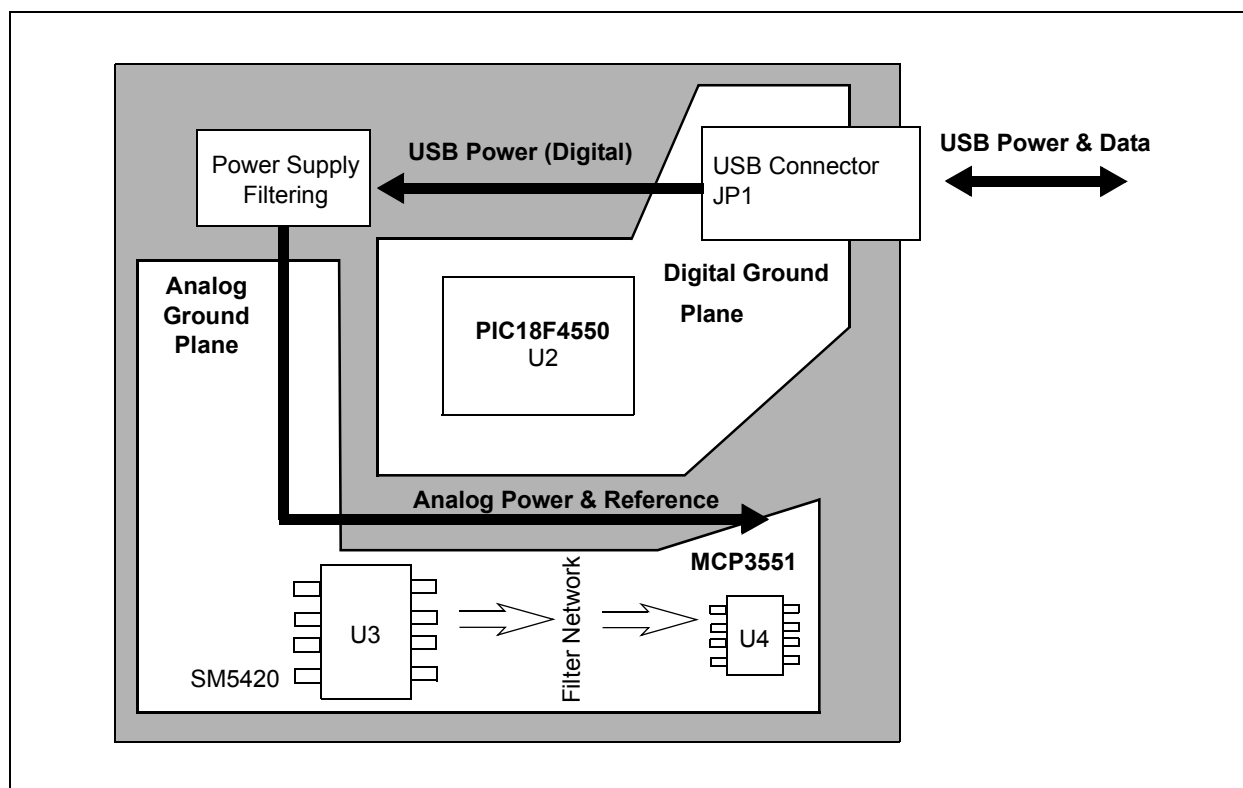 Power Supply
Filtering
USB Power (Digital)
USB Connector
JP1
USB Power & Data
Analog
Ground
Plane
Digital Ground
Plane
PIC18F4550
U2
Analog Power & Reference
MCP3551
U3
SM5420
Filter Network
U4